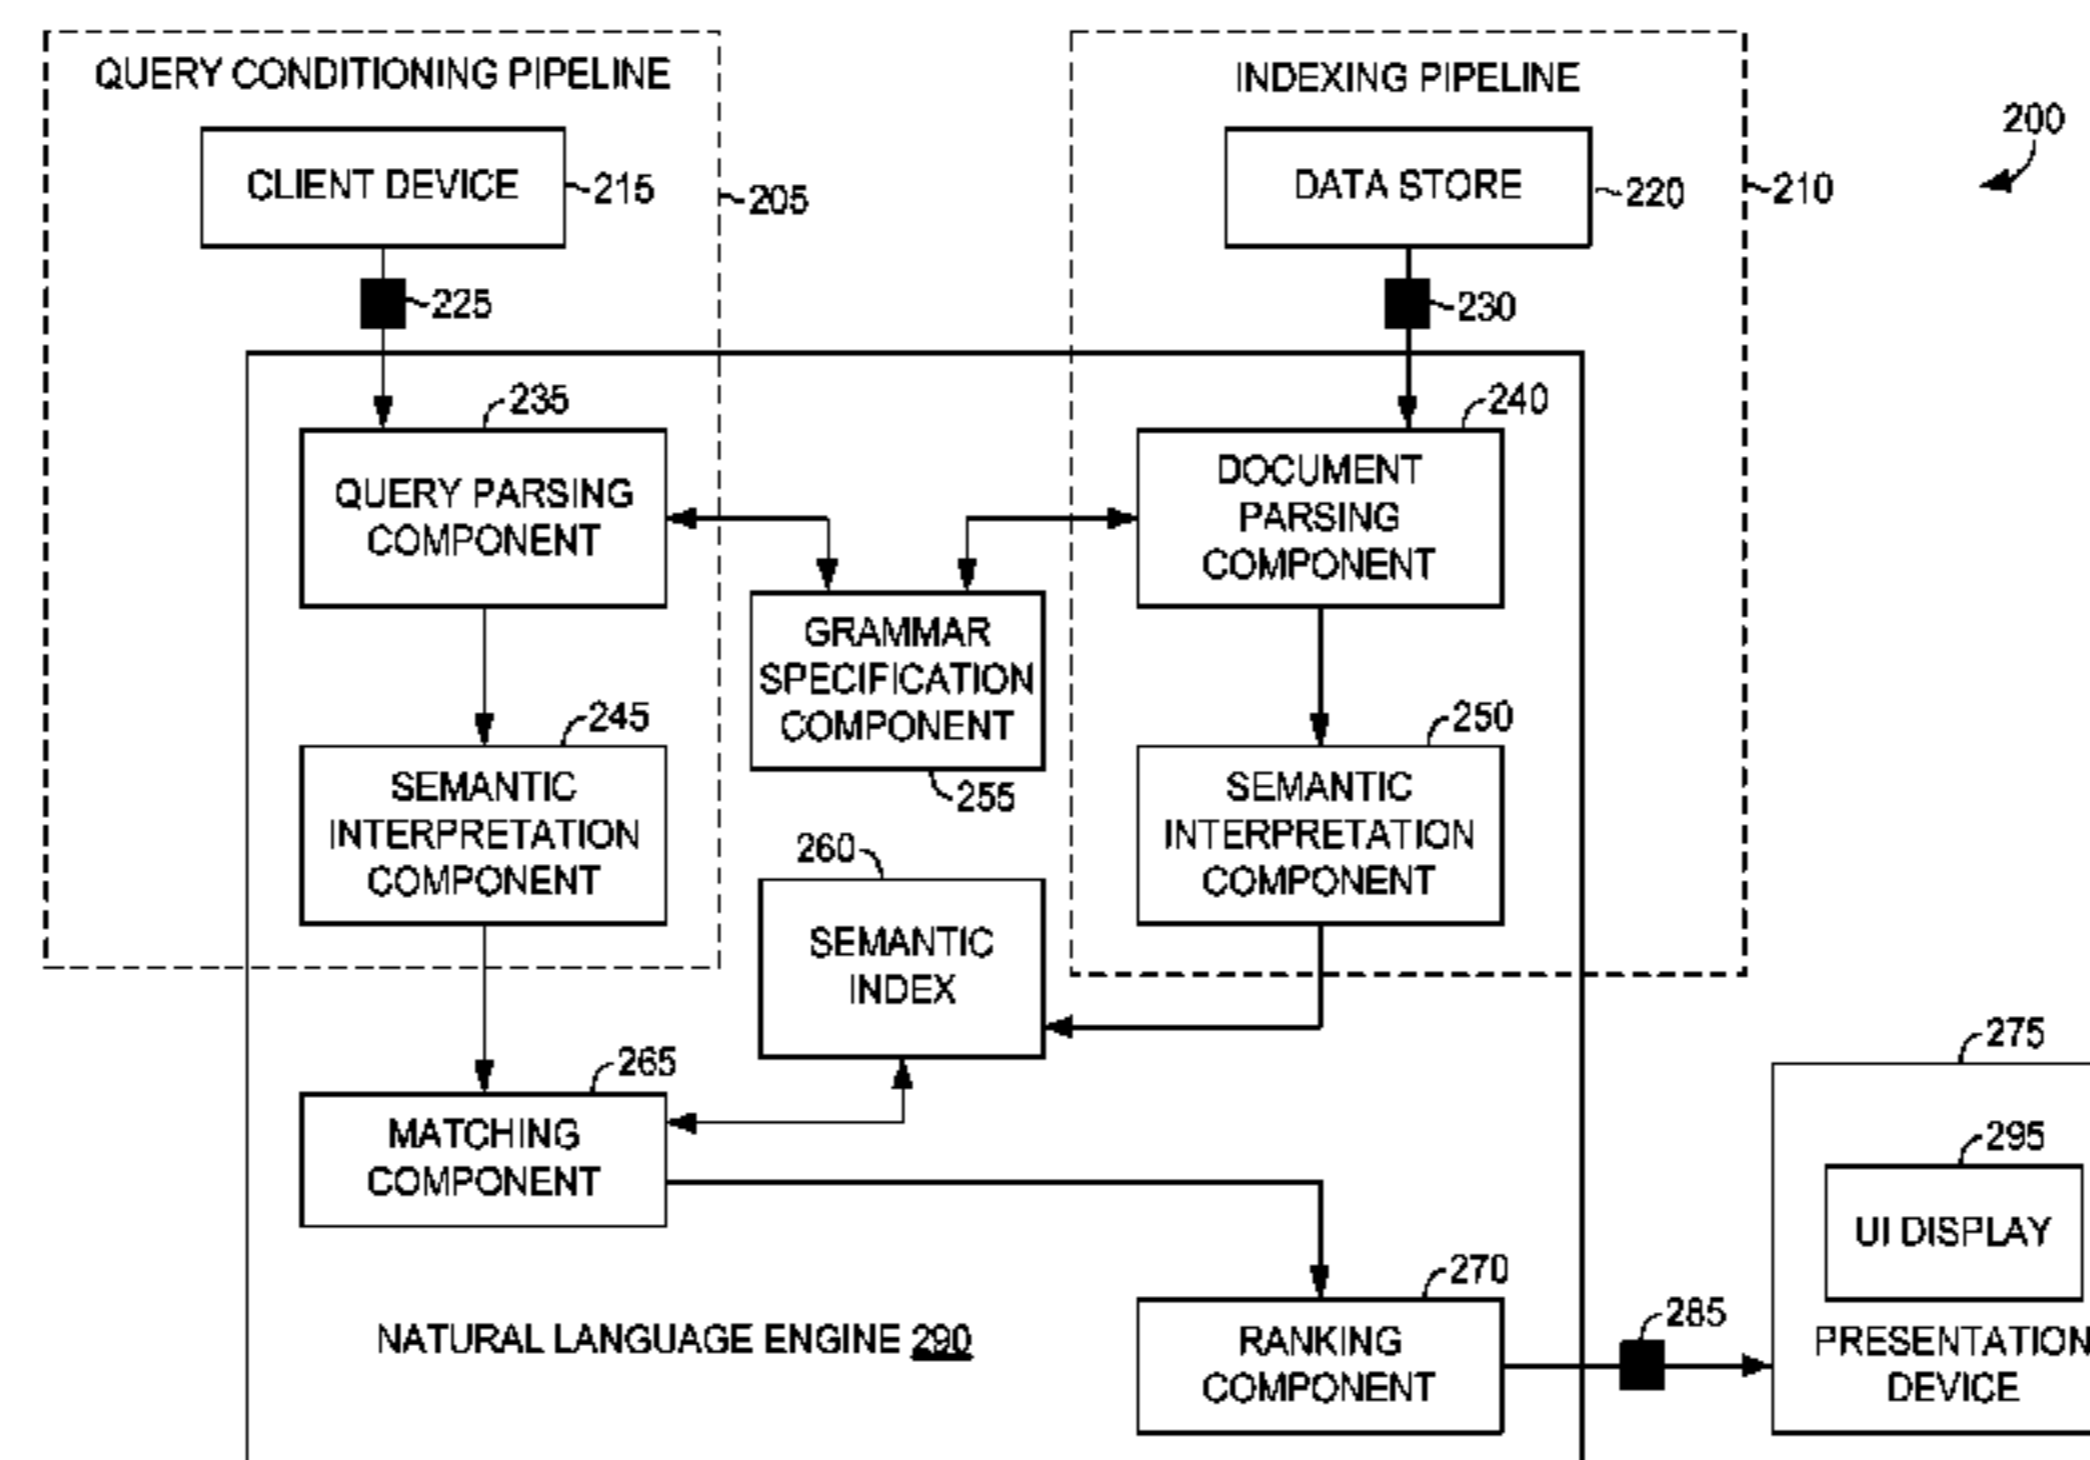 QUERY CONDITIONING PIPELINE
INDEXING PIPELINE
200
CLIENT DEVICE
215
205
DATA STORE
220
210
225
230
235
240
QUERY PARSING
COMPONENT
DOCUMENT
PARSING
COMPONENT
GRAMMAR
SPECIFICATION
COMPONENT
255
245
250
SEMANTIC
INTERPRETATION
COMPONENT
SEMANTIC
INTERPRETATION
COMPONENT
260
SEMANTIC
INDEX
265
MATCHING
COMPONENT
275
295
UI DISPLAY
PRESENTATION
DEVICE
270
RANKING
COMPONENT
285
NATURAL LANGUAGE ENGINE 290